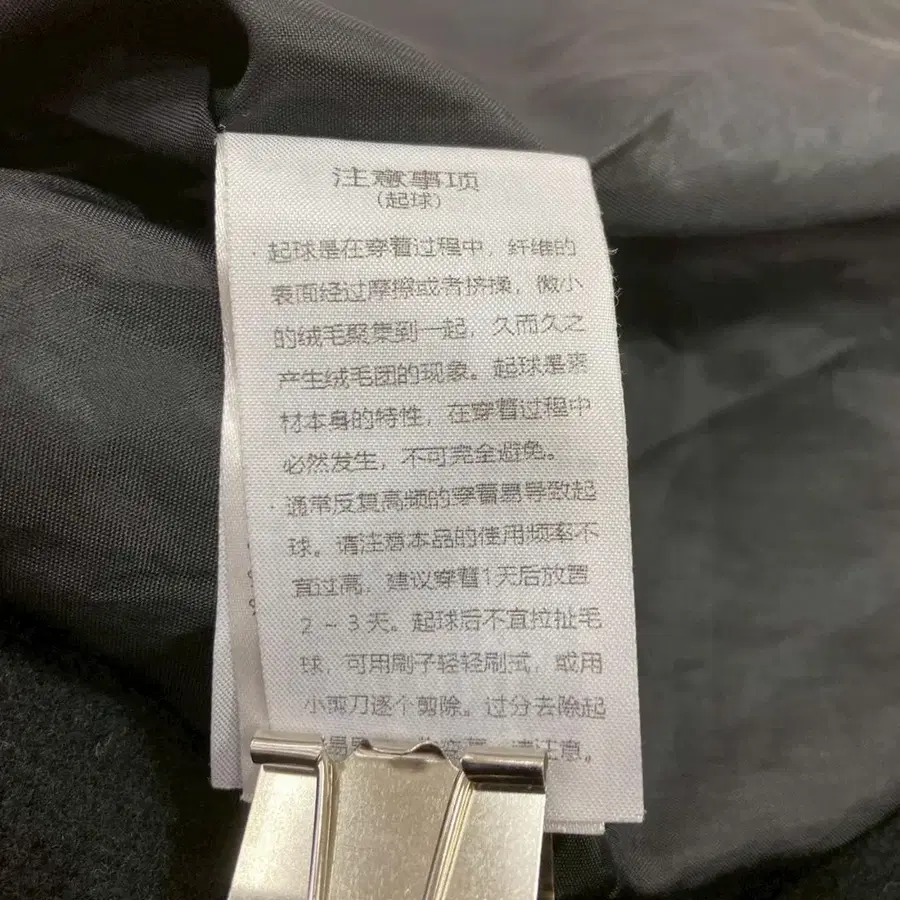 注意事项
(起球)
· 起球是在穿着过程中，纤维的
表面经过摩擦或者挤揉，微小
的绒毛聚集到一起，久而久之
产生绒毛团的现象。起球是素
材本身的特性，在穿着过程中
必然发生，不可完全避免。
· 通常反复高频的穿着易导致起
球。请注意本品的使用频率不
宜过高，建议穿着1天后放置
2-3天。起球后不宜拉扯毛
球，可用刷子轻轻刷拭，或用
小剪刀逐个剪除。过分去除起
请注意。